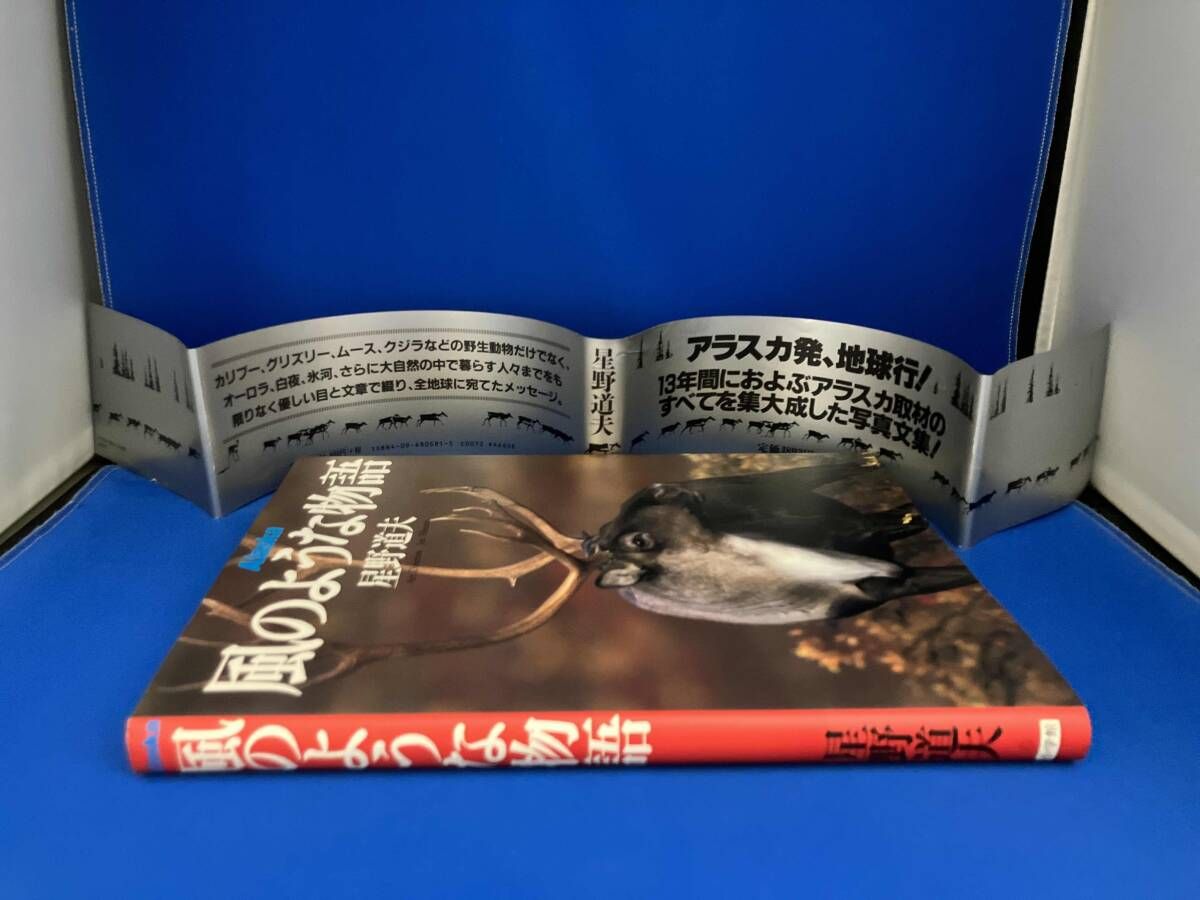 カリブー、グリズリー、ムース、クジラなどの野生動物だけでなく、
オーロラ、白夜、氷河、さらに大自然の中で暮らす人々までをも
限りなく優しい目と文章で綴り、全地球に宛てたメッセージ。
星野道夫
アラスカ発、地球行!
13年間におよぶアラスカ取材の
すべてを集大成した写真文集!
風のような物語
星野道夫
風のような物語
星野道夫